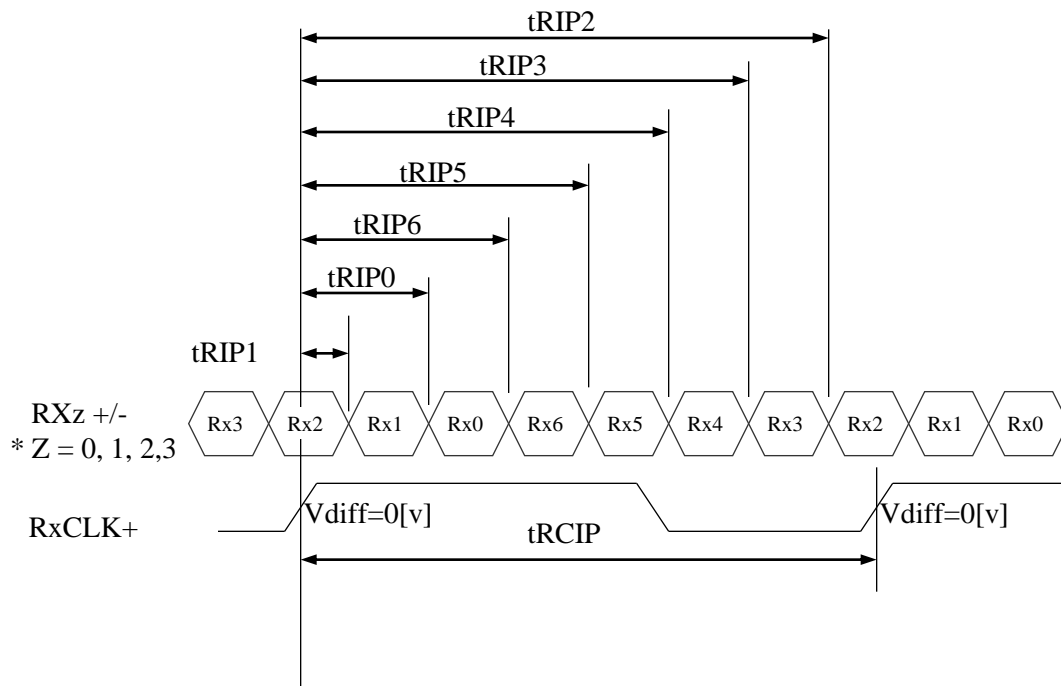 tRIP2
tRIP3
tRIP4
tRIP5
tRIP6
tRIP0
tRIP1
RXz +/-
* Z = 0, 1, 2,3
Rx3 Rx2 Rx1 Rx0 Rx6 Rx5 Rx4 Rx3 Rx2 Rx1 Rx0
RxCLK+
Vdiff=0[v] Vdiff=0[v]
tRCIP